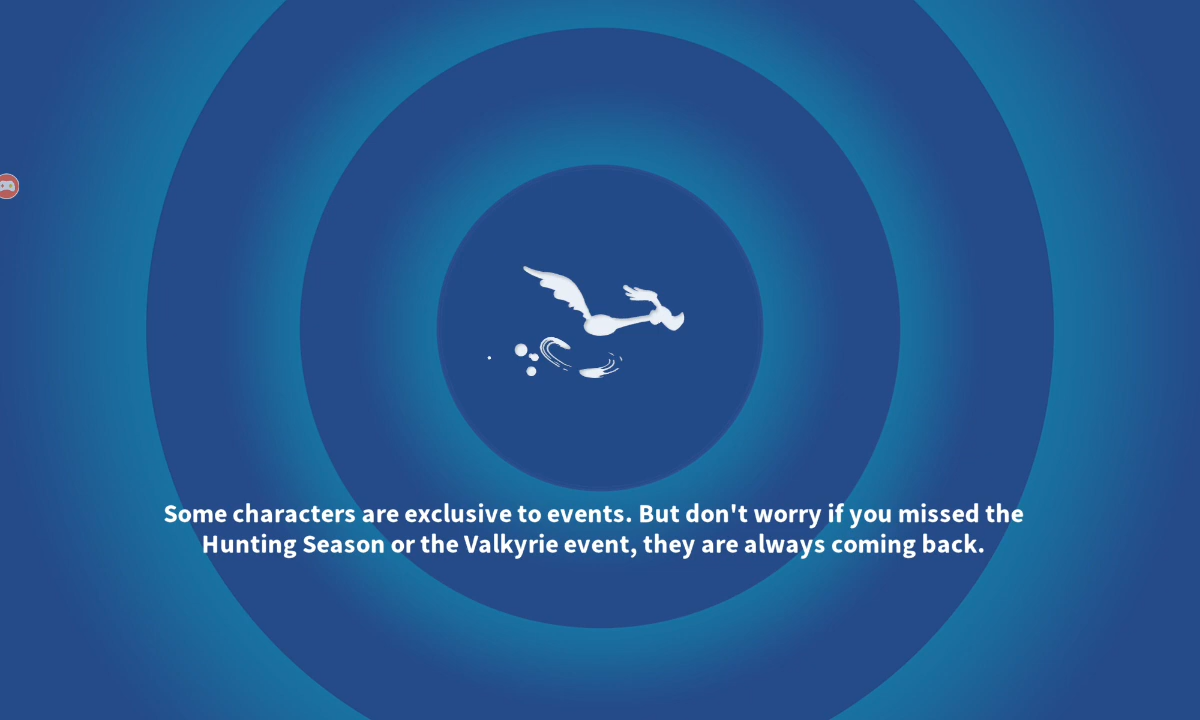 Some characters are exclusive to events. But don't worry if you missed the
Hunting Season or the Valkyrie event, they are always coming back.